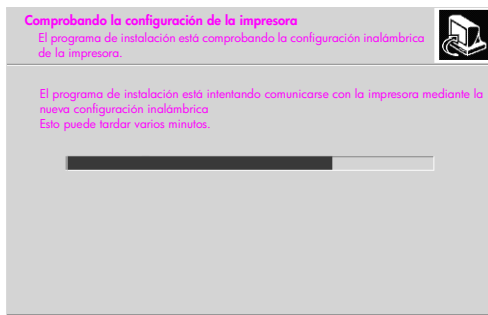 Comprobando la configuración de la impresora
El programa de instalación está comprobando la configuración inalámbrica
de la impresora.
El programa de instalación está intentando comunicarse con la impresora mediante la
nueva configuración inalámbrica
Esto puede tardar varios minutos.